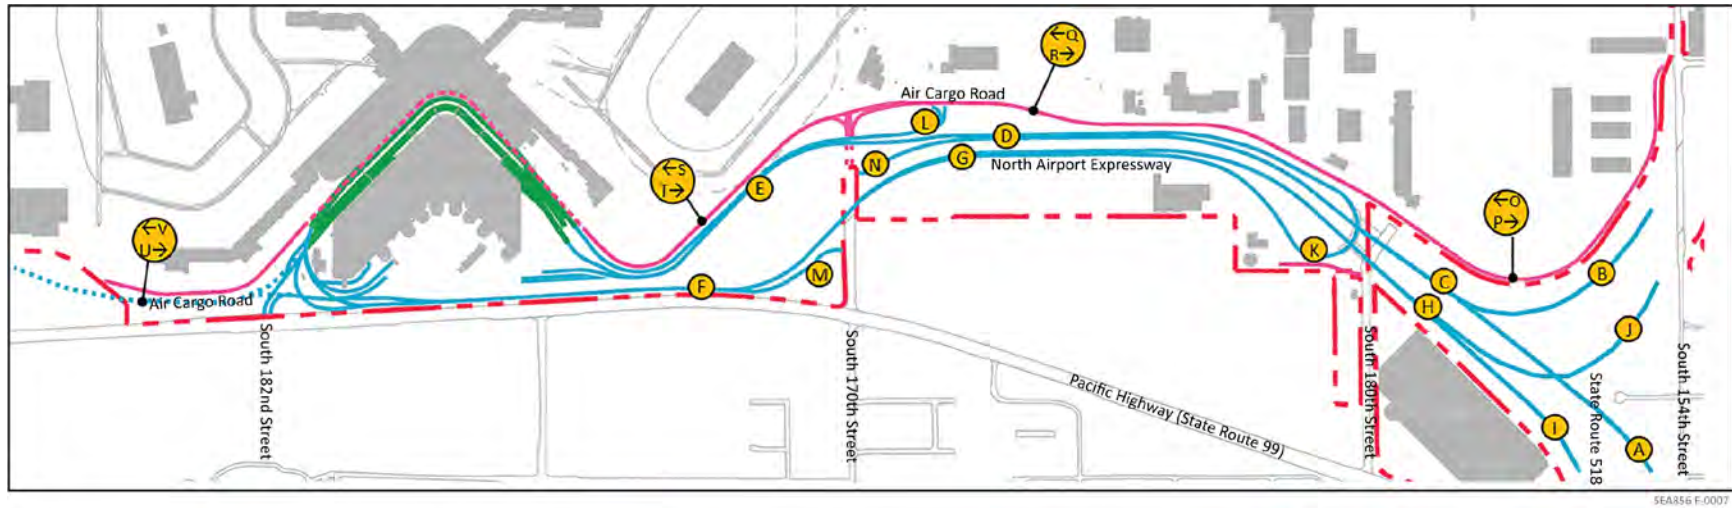 ←Q
R→
Air Cargo Road
L
D
N
G
North Airport Expressway
←S
T→
E
←O
P→
←V
U→
K
M
B
C
F
H
J
Air Cargo Road
I
A
South 182nd Street
South 170th Street
Pacific Highway (State Route 99)
South 180th Street
State Route 518
South 154th Street
SEA856 F-0007